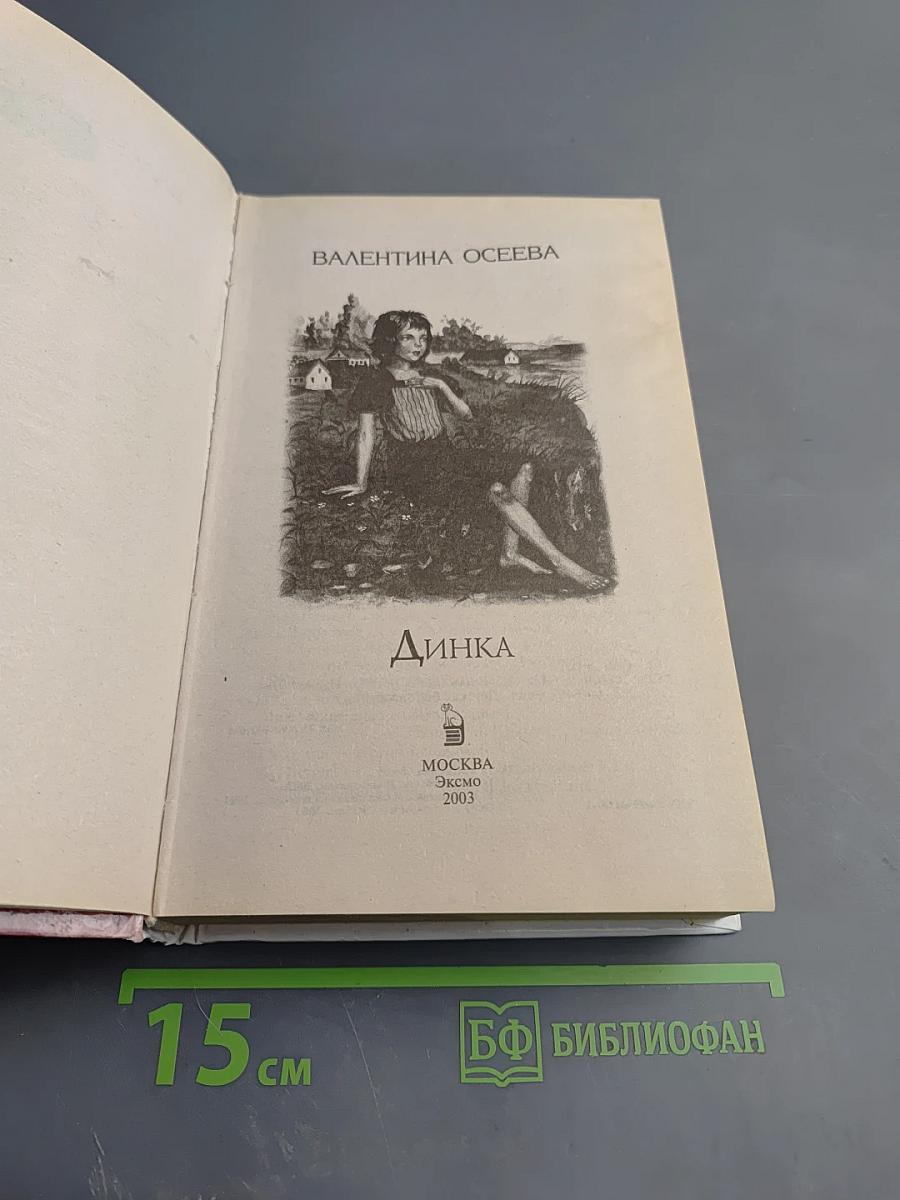 ВАЛЕНТИНА ОСЕЕВА
ДИНКА
МОСКВА
Эксмо
2003
15 см
БФ БИБЛИОФАН